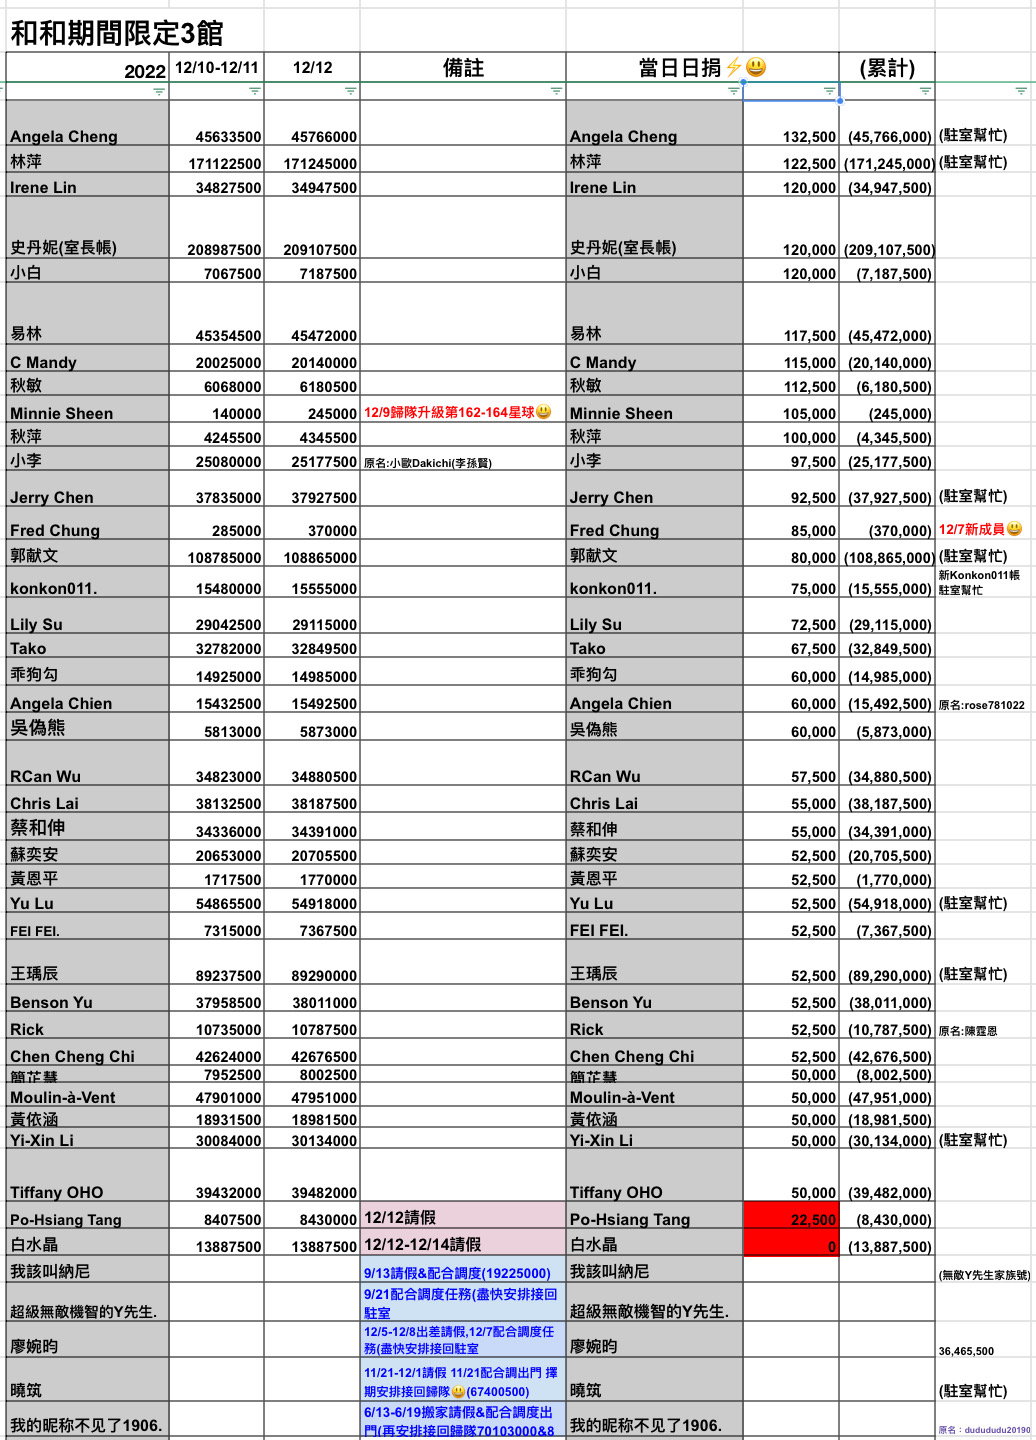 和和期間限定3館
2022 12/10-12/11 12/12 備註 當日日捐⚡😃 (累計)
Angela Cheng 45633500 45766000 Angela Cheng 132,500 (45,766,000) (駐室幫忙)
林萍 171122500 171245000 林萍 122,500 (171,245,000) (駐室幫忙)
Irene Lin 34827500 34947500 Irene Lin 120,000 (34,947,500)
史丹妮(室長帳) 208987500 209107500 史丹妮(室長帳) 120,000 (209,107,500)
小白 7067500 7187500 小白 120,000 (7,187,500)
易林 45354500 45472000 易林 117,500 (45,472,000)
C Mandy 20025000 20140000 C Mandy 115,000 (20,140,000)
秋敏 6068000 6180500 秋敏 112,500 (6,180,500)
Minnie Sheen 140000 245000 12/9歸隊升級第162-164星球😃 Minnie Sheen 105,000 (245,000)
秋萍 4245500 4345500 秋萍 100,000 (4,345,500)
小李 25080000 25177500 原名:小歐Dakichi(李孫賢) 小李 97,500 (25,177,500)
Jerry Chen 37835000 37927500 Jerry Chen 92,500 (37,927,500) (駐室幫忙)
Fred Chung 285000 370000 Fred Chung 85,000 (370,000) 12/7新成員😃
郭献文 108785000 108865000 郭献文 80,000 (108,865,000) (駐室幫忙)
konkon011. 15480000 15555000 konkon011. 75,000 (15,555,000) 新Konkon011帳
駐室幫忙
Lily Su 29042500 29115000 Lily Su 72,500 (29,115,000)
Tako 32782000 32849500 Tako 67,500 (32,849,500)
乖狗勾 14925000 14985000 乖狗勾 60,000 (14,985,000)
Angela Chien 15432500 15492500 Angela Chien 60,000 (15,492,500) 原名:rose781022
吳偽熊 5813000 5873000 吳偽熊 60,000 (5,873,000)
RCan Wu 34823000 34880500 RCan Wu 57,500 (34,880,500)
Chris Lai 38132500 38187500 Chris Lai 55,000 (38,187,500)
蔡和伸 34336000 34391000 蔡和伸 55,000 (34,391,000)
蘇奕安 20653000 20705500 蘇奕安 52,500 (20,705,500)
黃恩平 1717500 1770000 黃恩平 52,500 (1,770,000)
Yu Lu 54865500 54918000 Yu Lu 52,500 (54,918,000) (駐室幫忙)
FEI FEI. 7315000 7367500 FEI FEI. 52,500 (7,367,500)
王瑀辰 89237500 89290000 王瑀辰 52,500 (89,290,000) (駐室幫忙)
Benson Yu 37958500 38011000 Benson Yu 52,500 (38,011,000)
Rick 10735000 10787500 Rick 52,500 (10,787,500) 原名:陳霆恩
Chen Cheng Chi 42624000 42676500 Chen Cheng Chi 52,500 (42,676,500)
簡芷慧 7952500 8002500 簡芷慧 50,000 (8,002,500)
Moulin-à-Vent 47901000 47951000 Moulin-à-Vent 50,000 (47,951,000)
黃依涵 18931500 18981500 黃依涵 50,000 (18,981,500)
Yi-Xin Li 30084000 30134000 Yi-Xin Li 50,000 (30,134,000) (駐室幫忙)
Tiffany OHO 39432000 39482000 Tiffany OHO 50,000 (39,482,000)
Po-Hsiang Tang 8407500 8430000 12/12請假 Po-Hsiang Tang 22,500 (8,430,000)
白水晶 13887500 13887500 12/12-12/14請假 白水晶 0 (13,887,500)
我該叫納尼 9/13請假&配合調度(19225000) 我該叫納尼 (無敵Y先生家族號)
9/21配合調度任務(盡快安排接回
超級無敵機智的Y先生. 駐室 超級無敵機智的Y先生.
12/5-12/8出差請假,12/7配合調度任
廖婉昀 務(盡快安排接回駐室 廖婉昀 36,465,500
11/21-12/1請假 11/21配合調出門 擇
曉筑 期安排接回歸隊😃(67400500) 曉筑 (駐室幫忙)
6/13-6/19搬家請假&配合調度出
我的昵称不见了1906. 門(再安排接回歸隊70103000&8 我的昵称不见了1906. 原名：dudududu20190